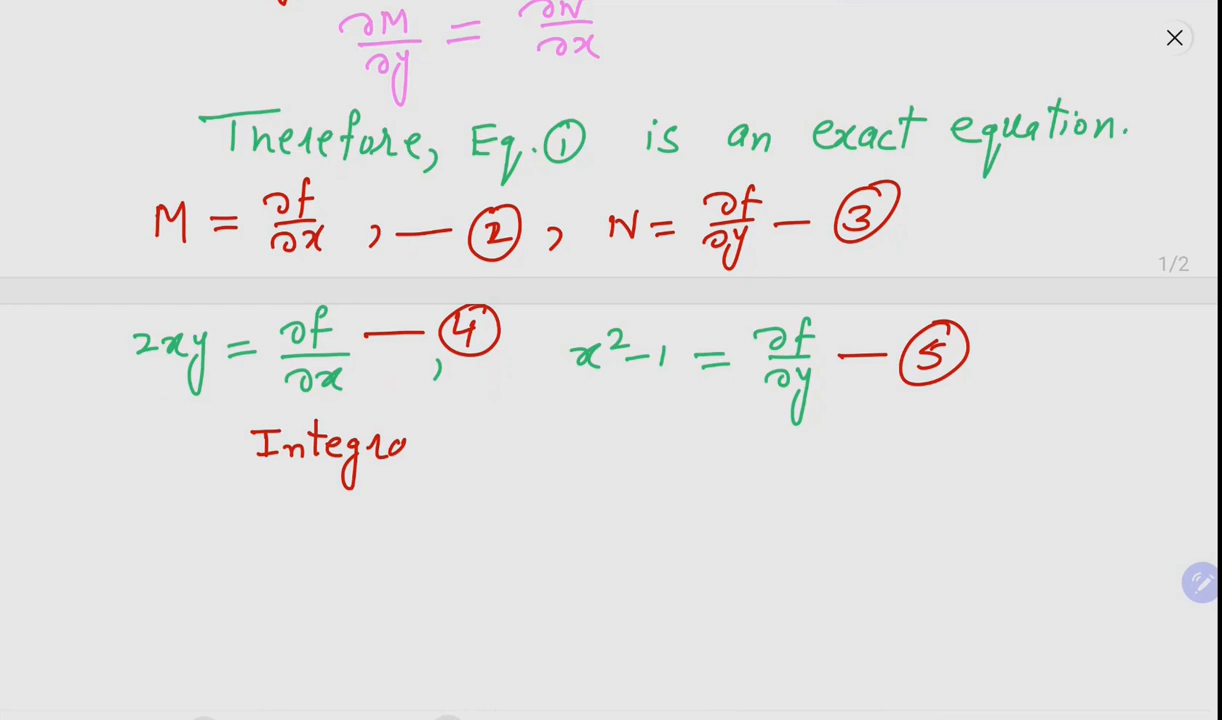 ∂M/∂y = ∂N/∂x
Therefore, Eq.① is an exact equation.
M = ∂f/∂x , — ② , N = ∂f/∂y — ③
1/2
2xy = ∂f/∂x — ④ , x²-1 = ∂f/∂y — ⑤
Integra